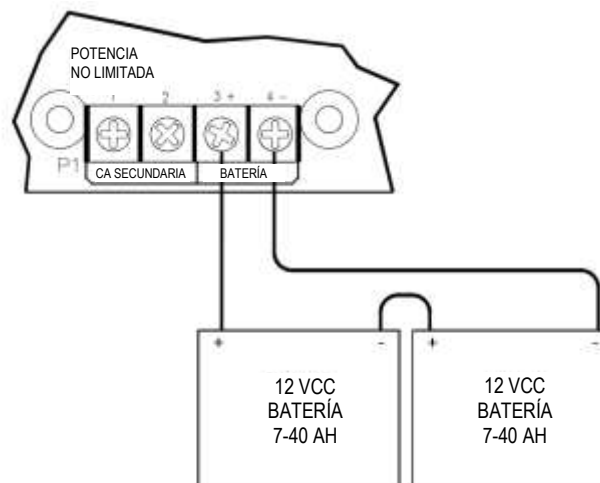 POTENCIA
NO LIMITADA
1 2 3 + 4 -
P1
CA SECUNDARIA BATERÍA
+ - + -
12 VCC
BATERÍA
7-40 AH
12 VCC
BATERÍA
7-40 AH